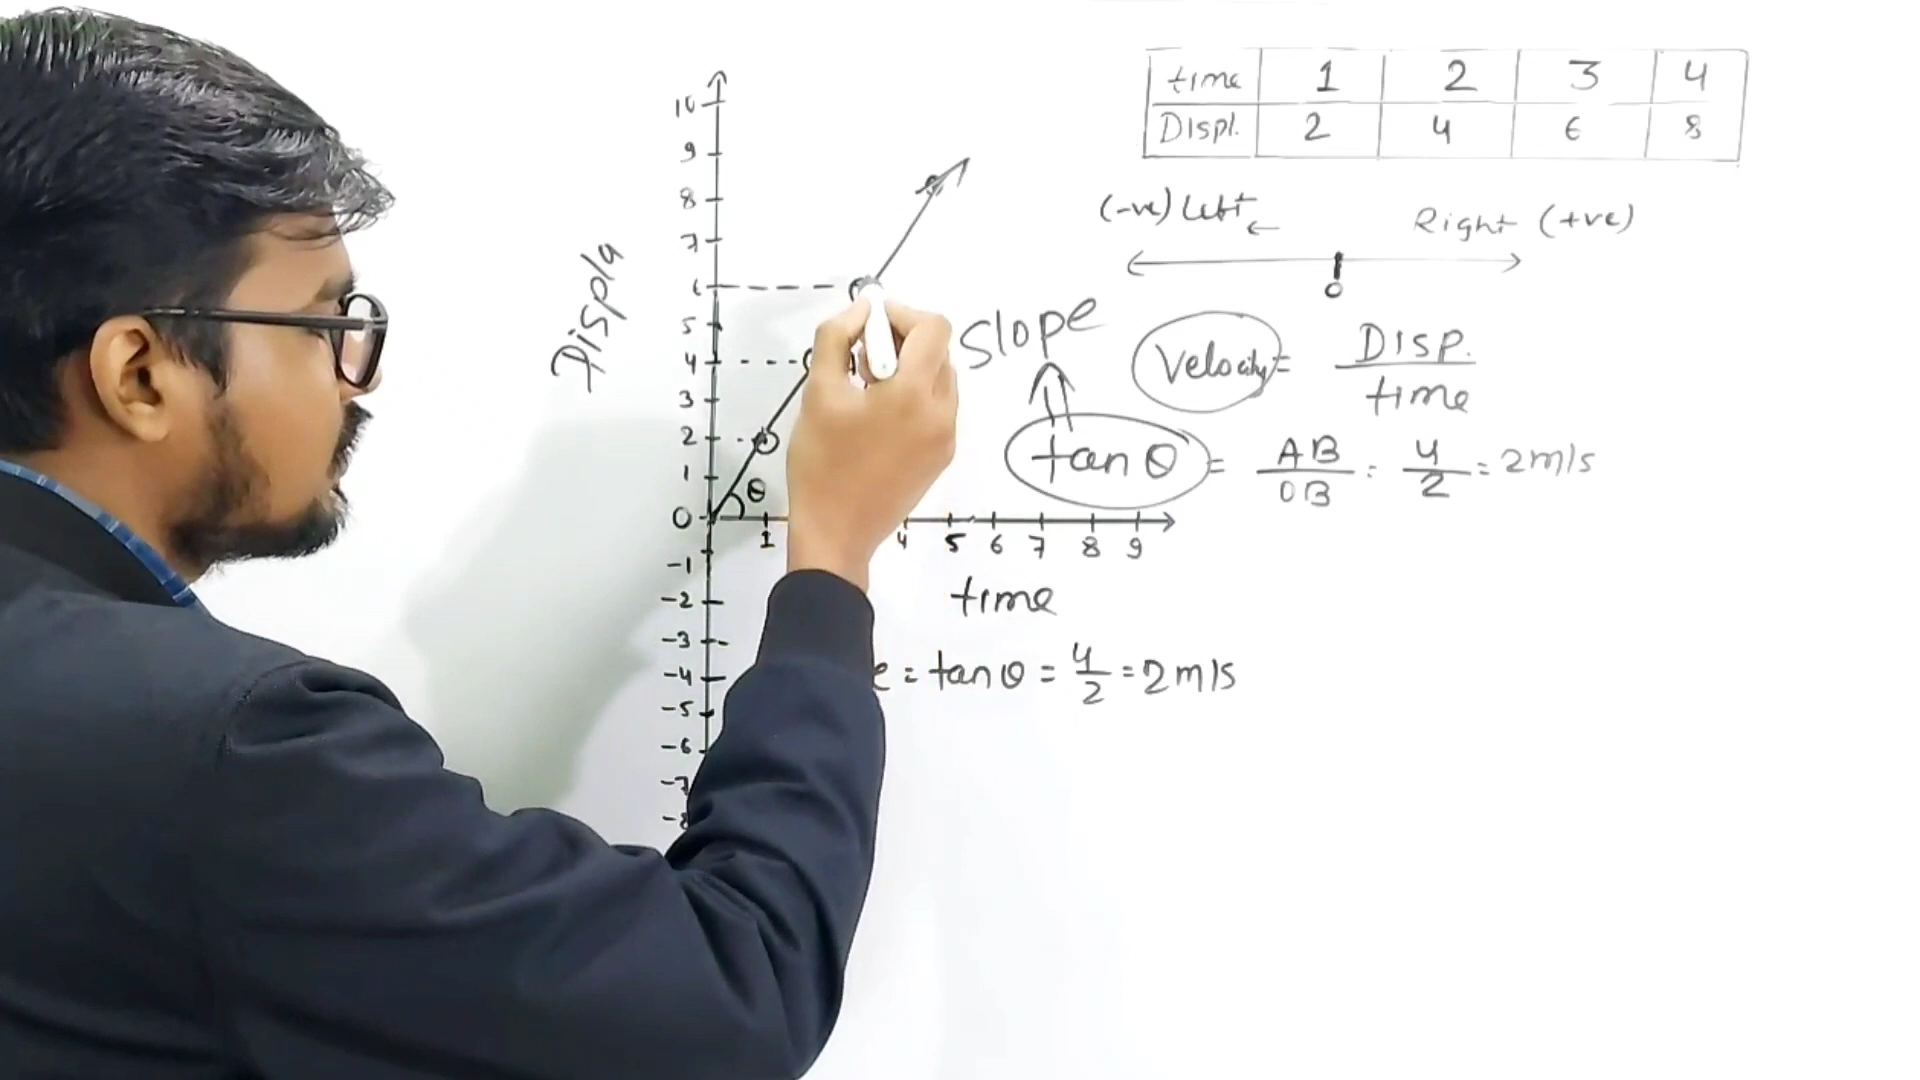 time 1 2 3 4
Displ. 2 4 6 8
(-ve) Left Right (+ve)
0
Displa
10
9
8
7
6
5
4
3
2
1
0
-1
-2
-3
-4
-5
-6
-7
-8
θ
1 4 5 6 7 8 9
time
Slope
Velocity = Disp. / time
tan θ = AB / OB = 4/2 = 2m/s
e = tan θ = 4/2 = 2m/s